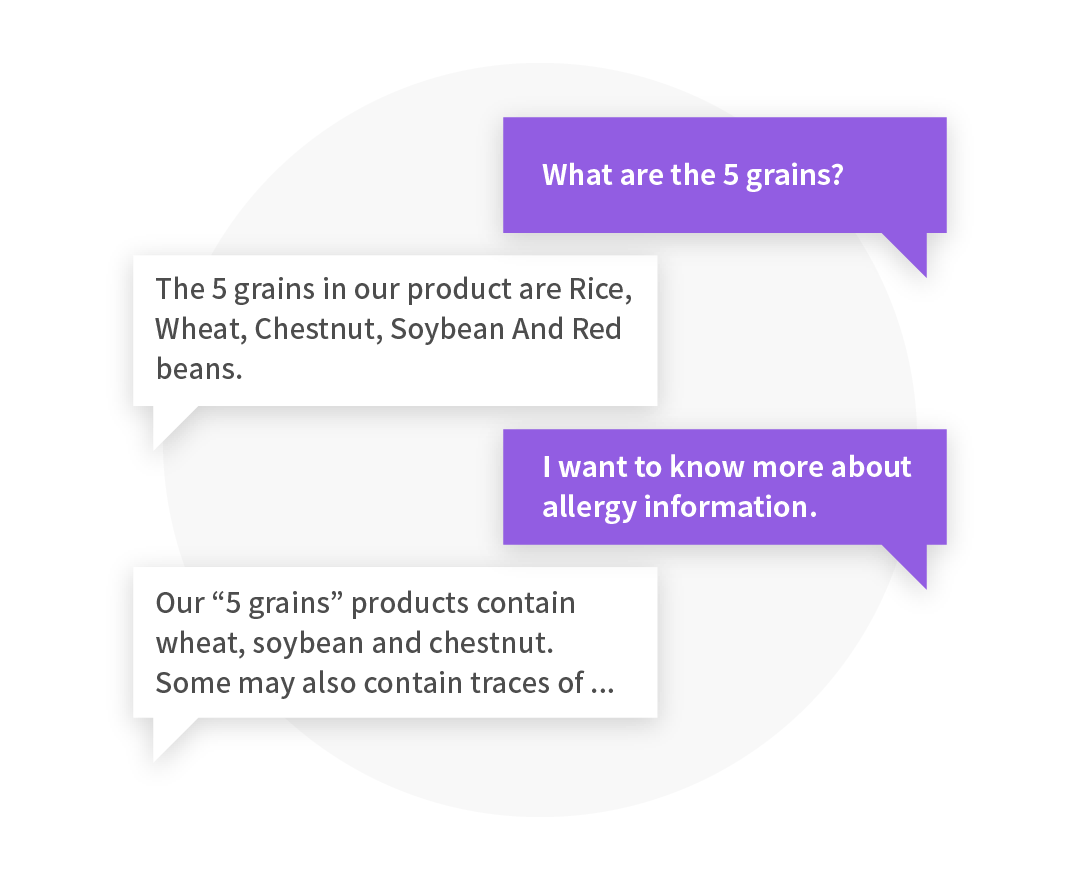 What are the 5 grains?
The 5 grains in our product are Rice,
Wheat, Chestnut, Soybean And Red
beans.
I want to know more about
allergy information.
Our “5 grains” products contain
wheat, soybean and chestnut.
Some may also contain traces of ...